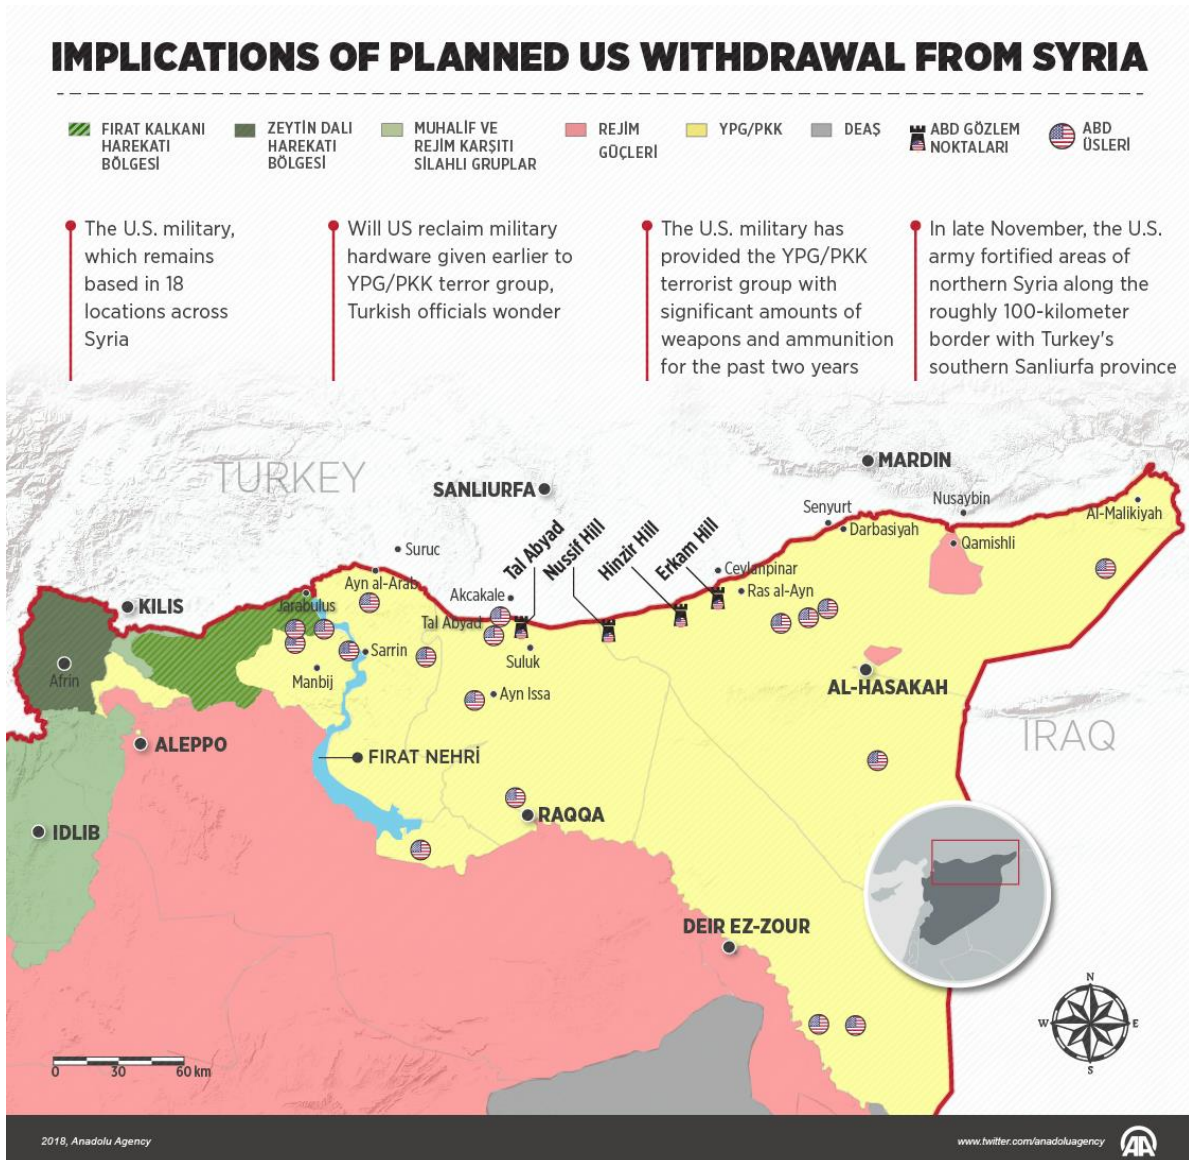 IMPLICATIONS OF PLANNED US WITHDRAWAL FROM SYRIA
FIRAT KALKANI
HAREKATI
BÖLGESİ
ZEYTİN DALI
HAREKATI
BÖLGESİ
MUHALİF VE
REJİM KARŞITI
SİLAHLI GRUPLAR
REJİM
GÜÇLERİ
YPG/PKK
DEAŞ
ABD GÖZLEM
NOKTALARI
ABD
ÜSLERİ
The U.S. military,
which remains
based in 18
locations across
Syria
Will US reclaim military
hardware given earlier to
YPG/PKK terror group,
Turkish officials wonder
The U.S. military has
provided the YPG/PKK
terrorist group with
significant amounts of
weapons and ammunition
for the past two years
In late November, the U.S.
army fortified areas of
northern Syria along the
roughly 100-kilometer
border with Turkey's
southern Sanliurfa province
TURKEY
SANLIURFA
MARDIN
Nusaybin
Al-Malikiyah
Senyurt
Darbasiyah
Qamishli
Tal Abyad
Nussif Hill
Hinzir Hill
Erkam Hill
Suruc
Ayn al-Arab
Ceylanpinar
Ras al-Ayn
Akcakale
KILIS
Jarabulus
Tal Abyad
Sarrin
Suluk
Afrin
Manbij
Ayn Issa
AL-HASAKAH
IRAQ
ALEPPO
FIRAT NEHRİ
RAQQA
IDLIB
DEIR EZ-ZOUR
N
W
E
S
0 30 60 km
2018, Anadolu Agency
www.twitter.com/anadoluagency
AA